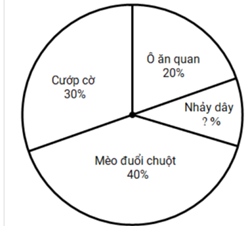 Ô ăn quan
20%
Cướp cờ
30%
Nhảy dây
? %
Mèo đuổi chuột
40%